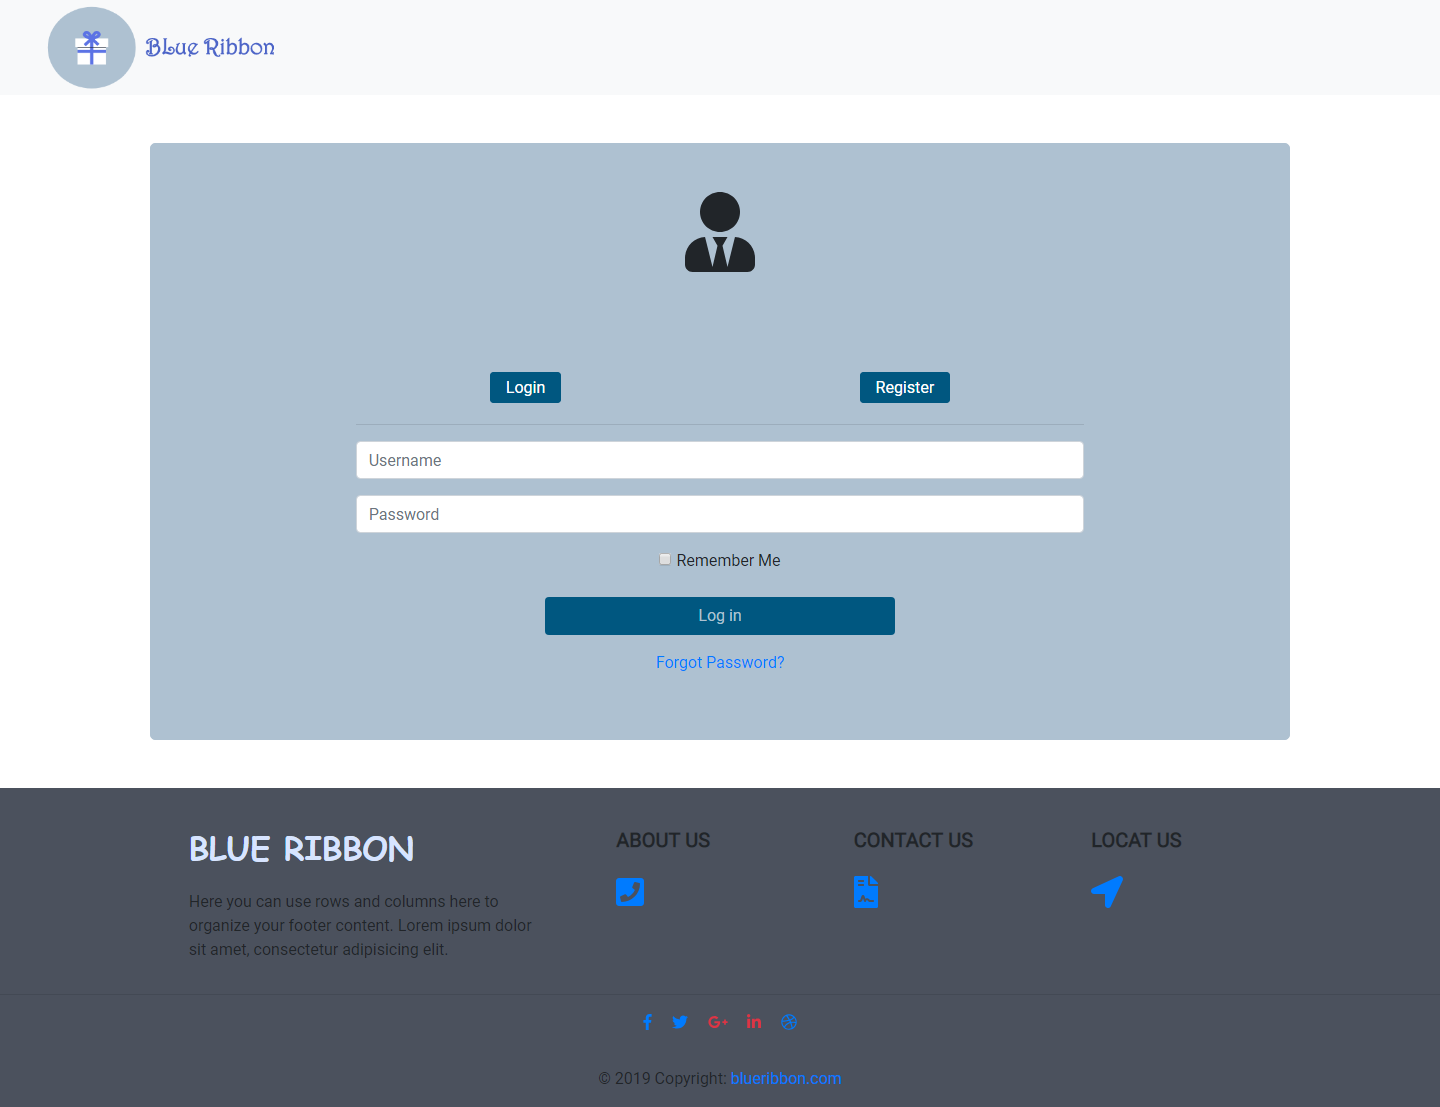 BLue Ribbon
Login
Register
Username
Password
Remember Me
Log in
Forgot Password?
BLUE RIBBON
Here you can use rows and columns here to
organize your footer content. Lorem ipsum dolor
sit amet, consectetur adipisicing elit.
ABOUT US
CONTACT US
LOCAT US
© 2019 Copyright: blueribbon.com